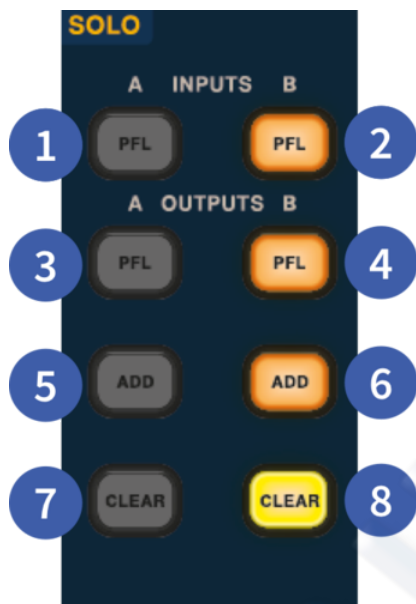 SOLO
A INPUTS B
1 PFL PFL 2
A OUTPUTS B
3 PFL PFL 4
5 ADD ADD 6
7 CLEAR CLEAR 8